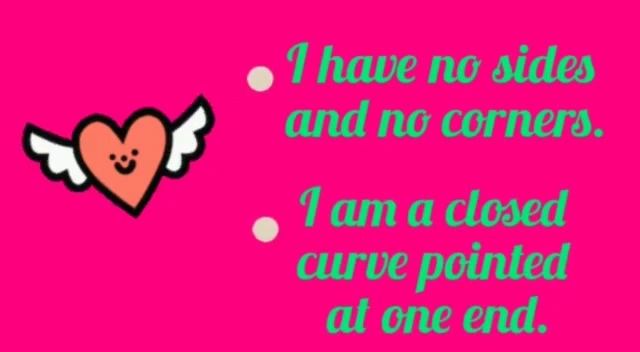 I have no sides
and no corners.
I am a closed
curve pointed
at one end.